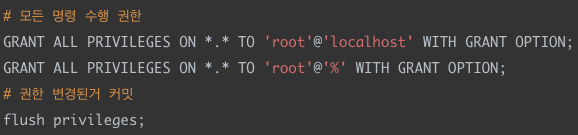 # 모든 명령 수행 권한
GRANT ALL PRIVILEGES ON *.* TO 'root'@'localhost' WITH GRANT OPTION;
GRANT ALL PRIVILEGES ON *.* TO 'root'@'%' WITH GRANT OPTION;
# 권한 변경된거 커밋
flush privileges;